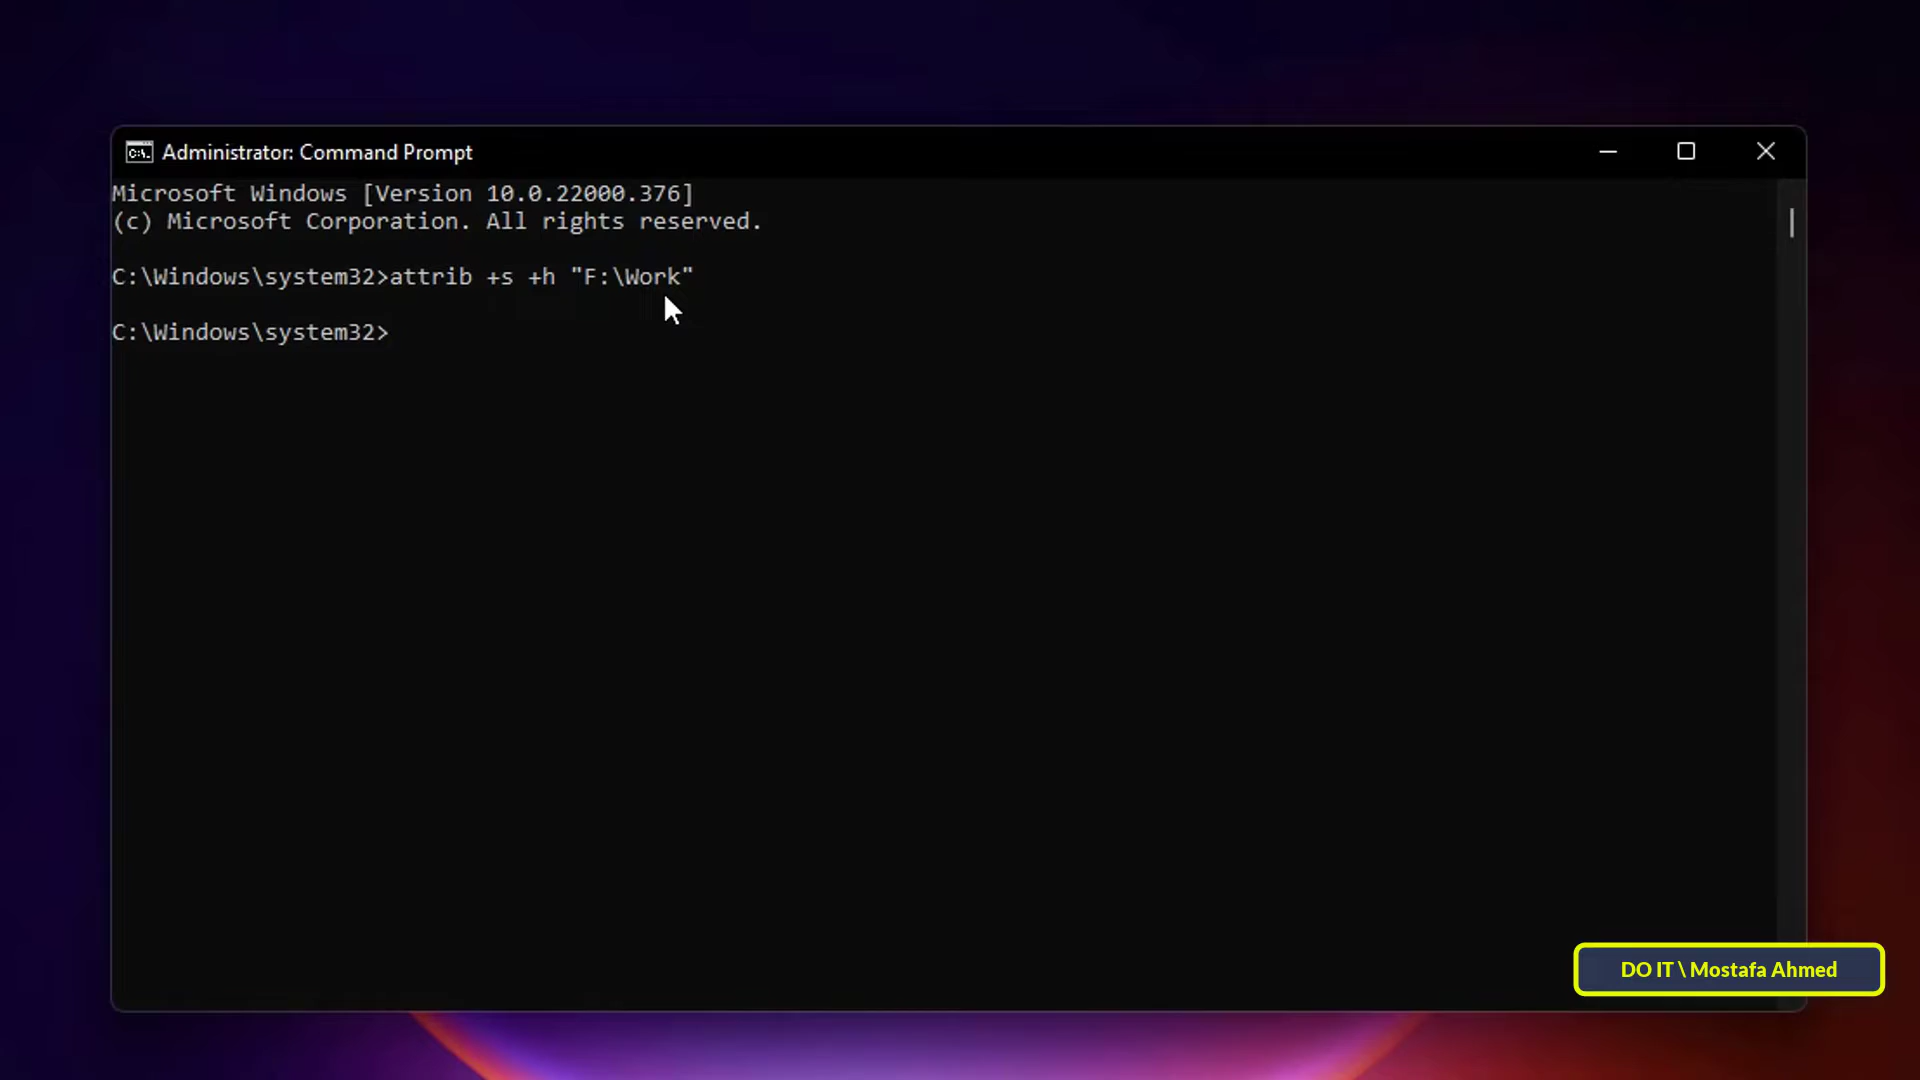 Administrator: Command Prompt
Microsoft Windows [Version 10.0.22000.376]
(c) Microsoft Corporation. All rights reserved.
C:\Windows\system32>attrib +s +h "F:\Work"
C:\Windows\system32>
DO IT \ Mostafa Ahmed